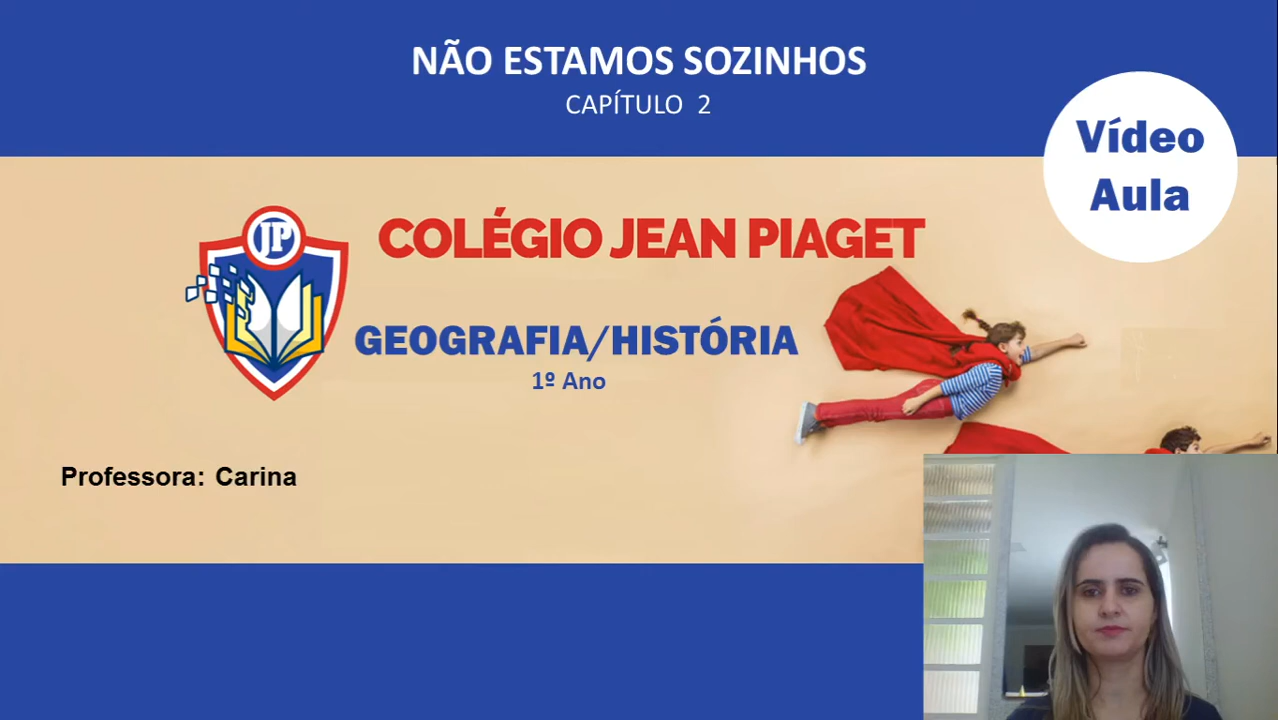 NÃO ESTAMOS SOZINHOS
CAPÍTULO 2
Vídeo
Aula
JP
COLÉGIO JEAN PIAGET
GEOGRAFIA/HISTÓRIA
1º Ano
Professora: Carina